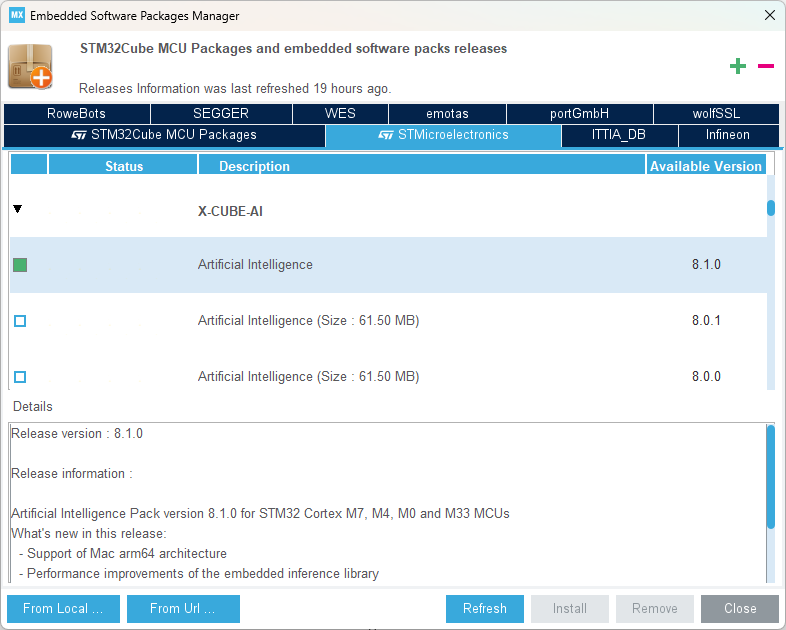 MX Embedded Software Packages Manager
STM32Cube MCU Packages and embedded software packs releases
Releases Information was last refreshed 19 hours ago.
RoweBots SEGGER WES emotas portGmbH wolfSSL
STM32Cube MCU Packages STMicroelectronics ITTIA_DB Infineon
Status Description Available Version
X-CUBE-AI
Artificial Intelligence 8.1.0
Artificial Intelligence (Size : 61.50 MB) 8.0.1
Artificial Intelligence (Size : 61.50 MB) 8.0.0
Details
Release version : 8.1.0
Release information :
Artificial Intelligence Pack version 8.1.0 for STM32 Cortex M7, M4, M0 and M33 MCUs
What's new in this release:
- Support of Mac arm64 architecture
- Performance improvements of the embedded inference library
From Local ... From Url ... Refresh Install Remove Close